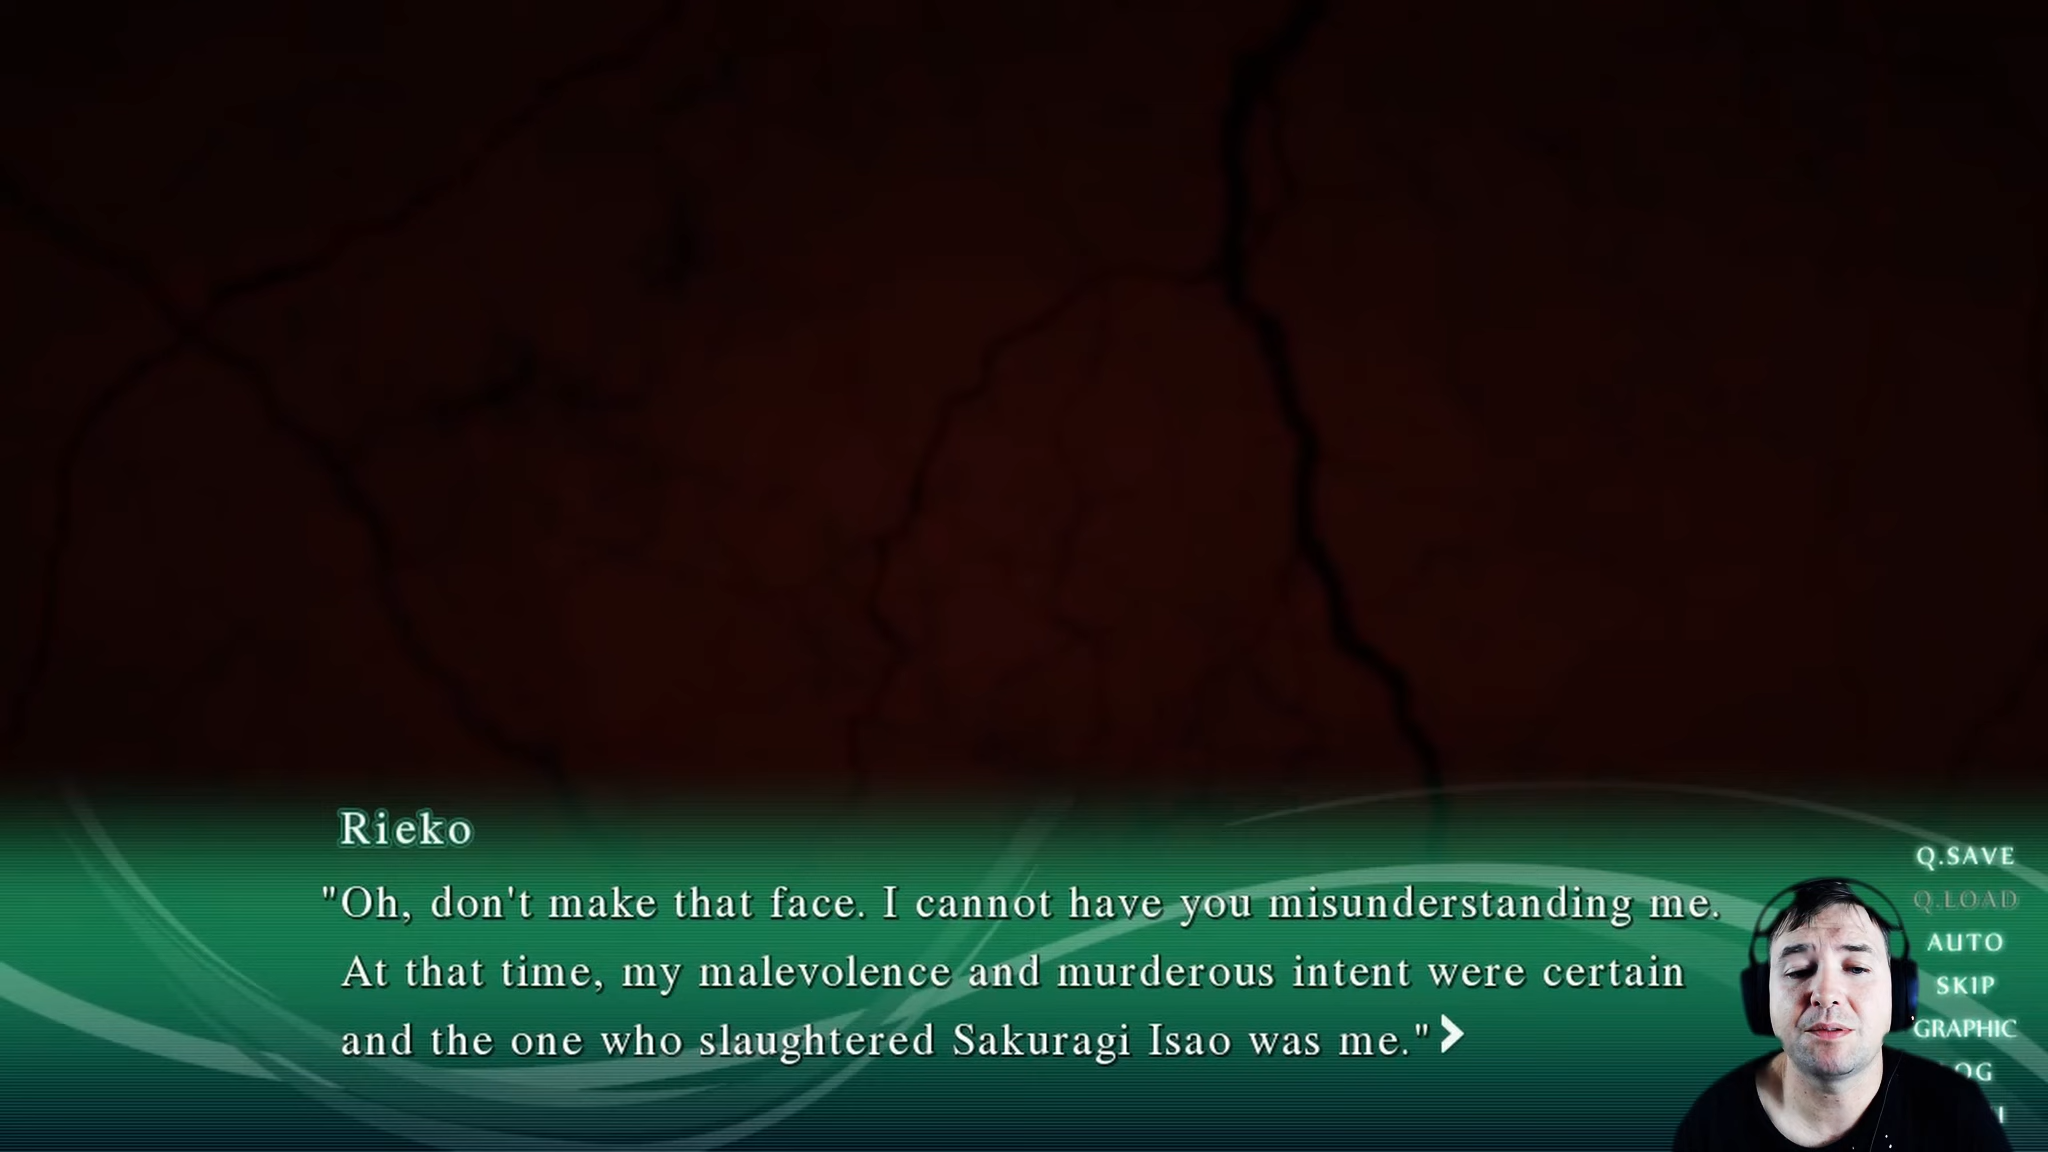 Rieko
"Oh, don't make that face. I cannot have you misunderstanding me.
At that time, my malevolence and murderous intent were certain
and the one who slaughtered Sakuragi Isao was me."
Q.SAVE
Q.LOAD
AUTO
SKIP
GRAPHIC